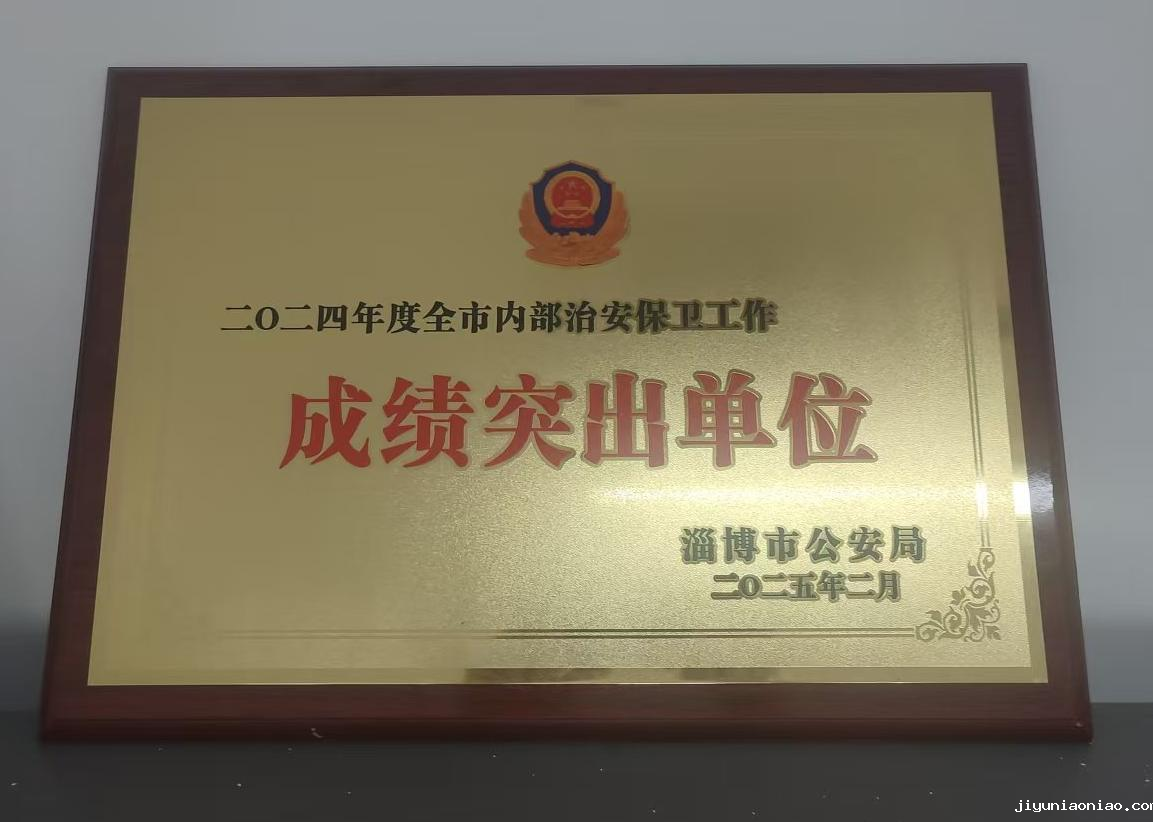 二〇二四年度全市内部治安保卫工作
成绩突出单位
淄博市公安局
二〇二五年二月
jiyuniaoniao.com